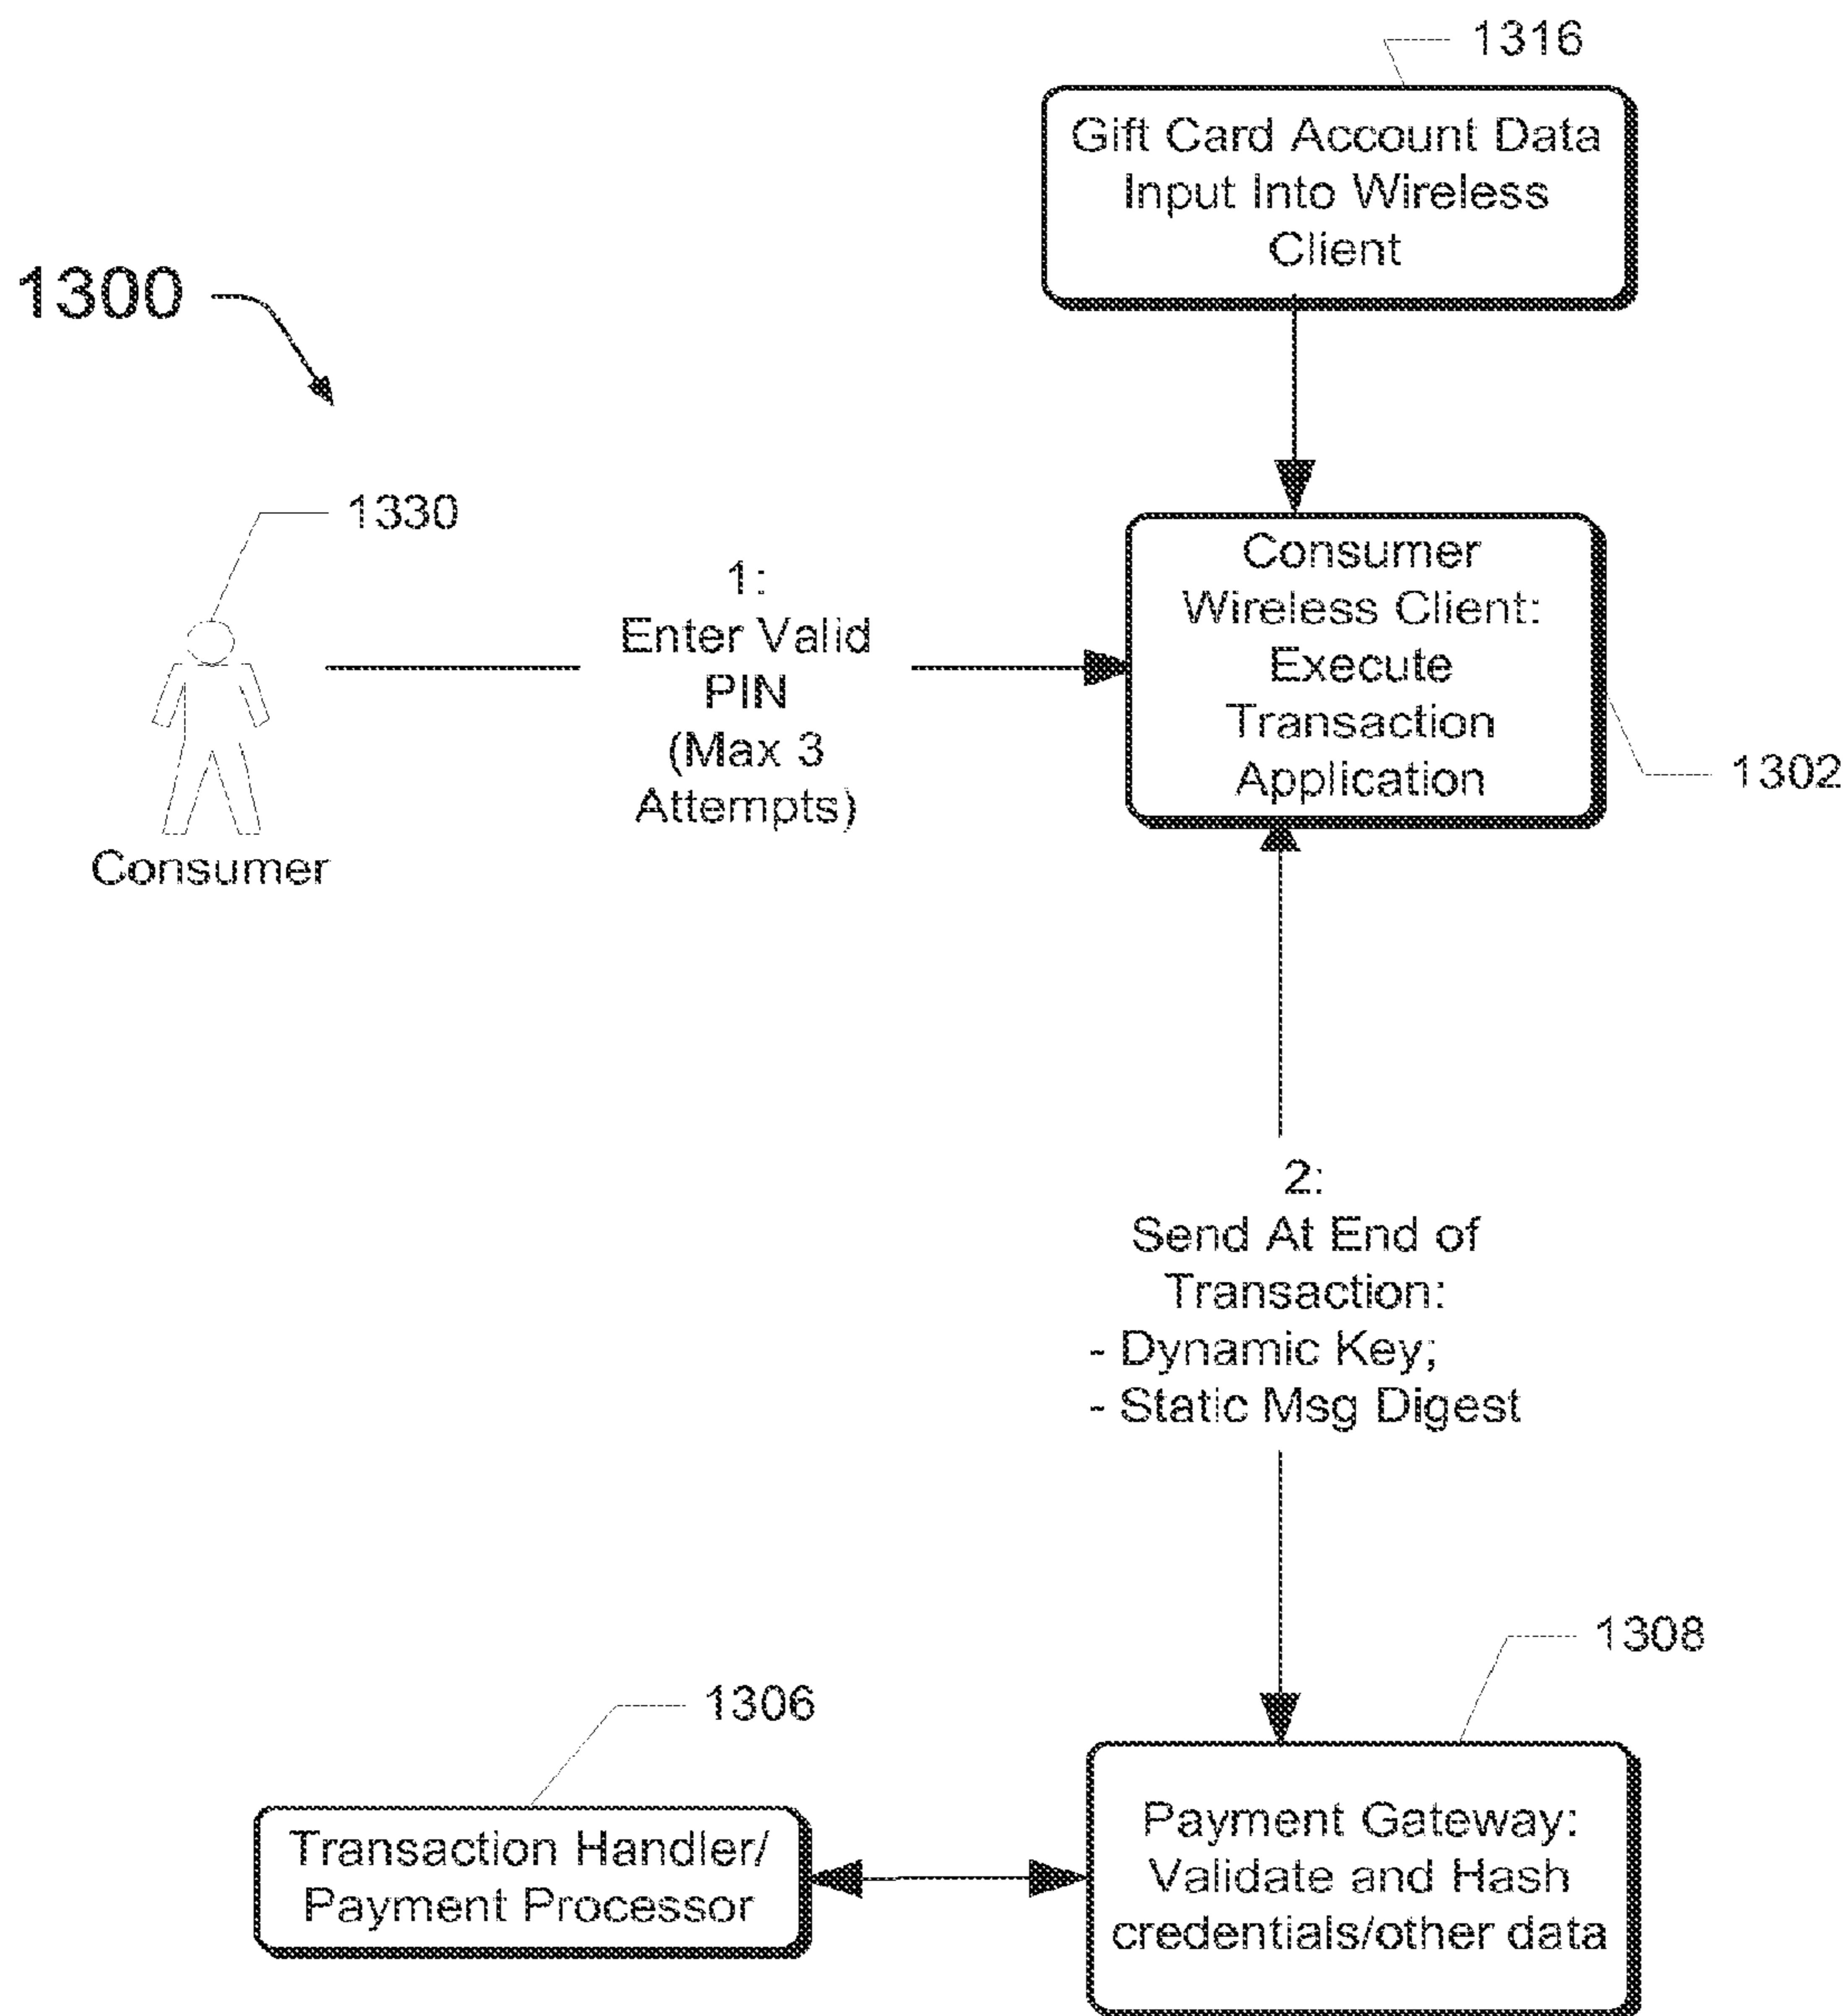 1316
Gift Card Account Data
Input Into Wireless
Client
1300
1330
1:
Enter Valid
PIN
(Max 3
Attempts)
Consumer
Consumer
Wireless Client:
Execute
Transaction
Application
1302
2:
Send At End of
Transaction:
- Dynamic Key;
- Static Msg Digest
1308
1306
Transaction Handler/
Payment Processor
Payment Gateway:
Validate and Hash
credentials/other data